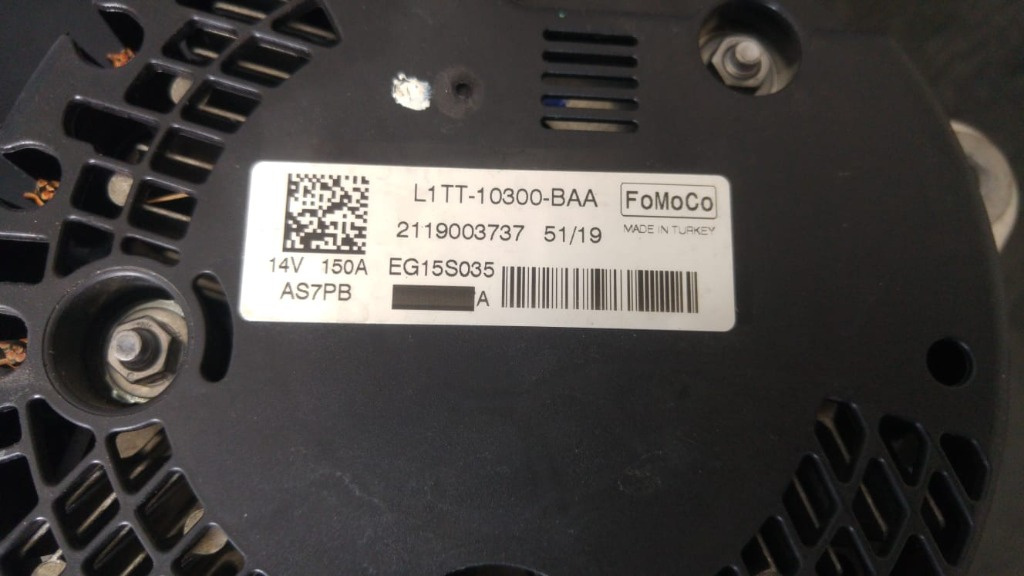 L1TT-10300-BAA FoMoCo
2119003737 51/19 MADE IN TURKEY
14V 150A EG15S035
AS7PB A